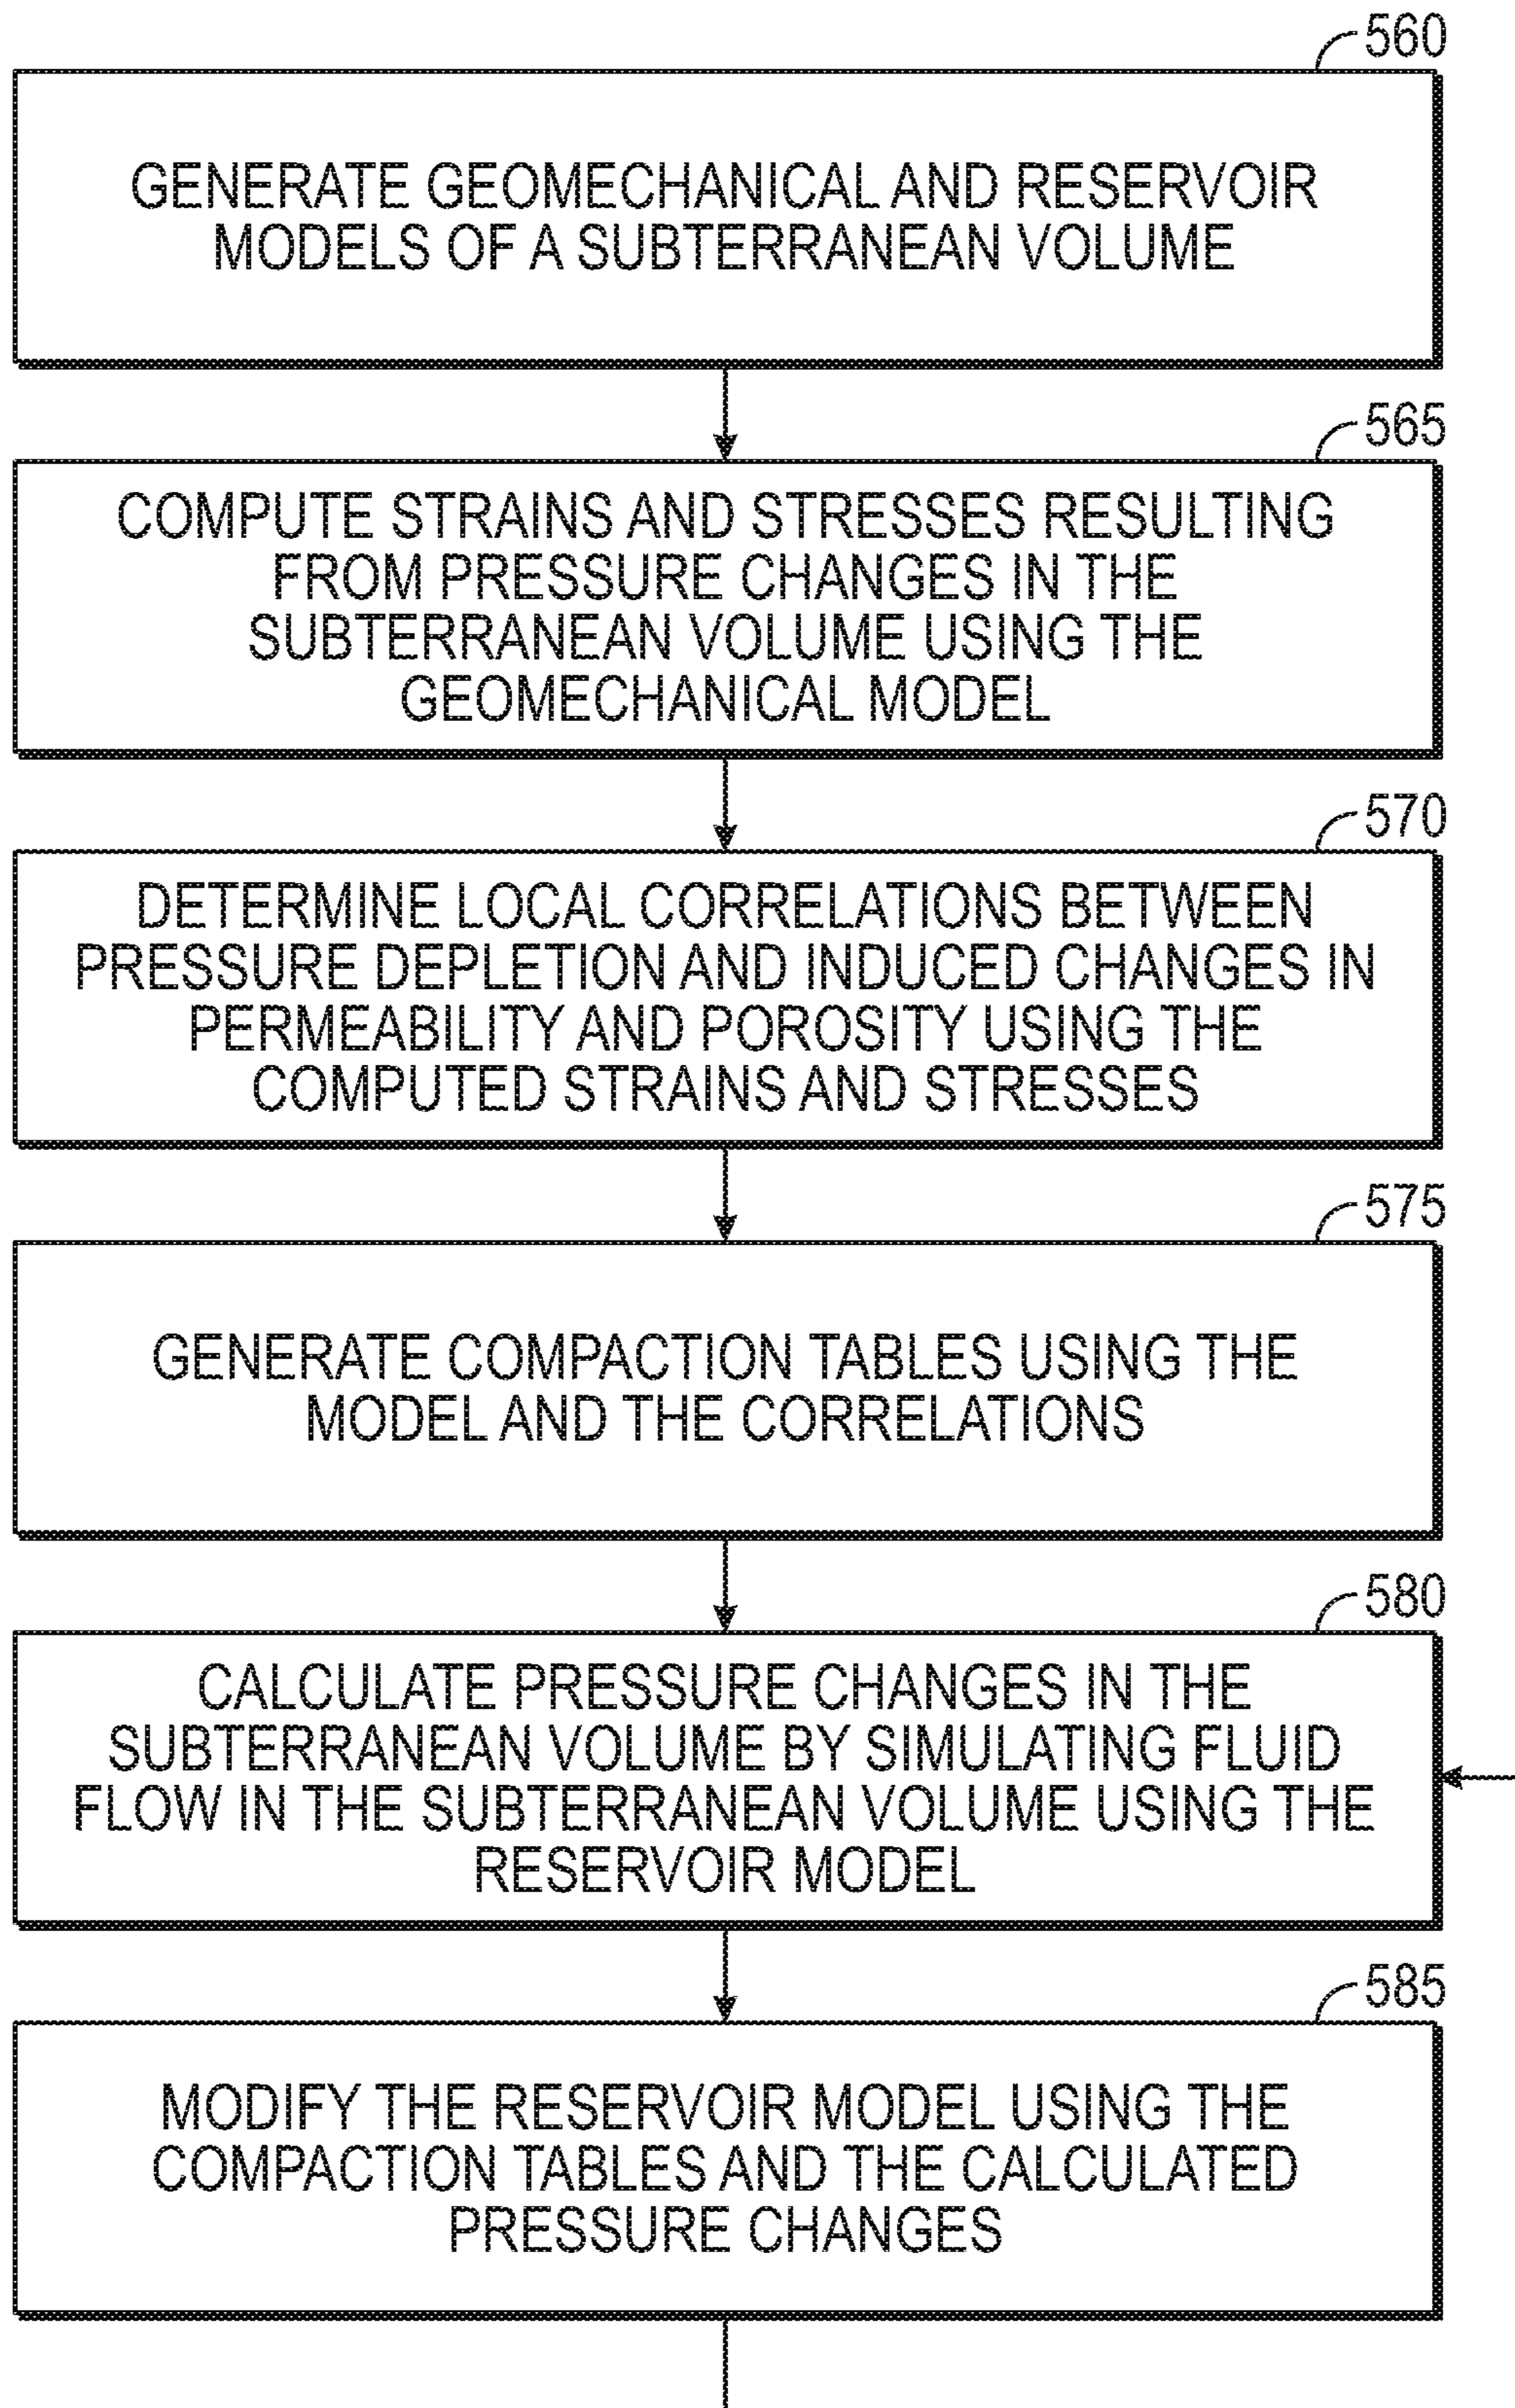 560
GENERATE GEOMECHANICAL AND RESERVOIR
MODELS OF A SUBTERRANEAN VOLUME
565
COMPUTE STRAINS AND STRESSES RESULTING
FROM PRESSURE CHANGES IN THE
SUBTERRANEAN VOLUME USING THE
GEOMECHANICAL MODEL
570
DETERMINE LOCAL CORRELATIONS BETWEEN
PRESSURE DEPLETION AND INDUCED CHANGES IN
PERMEABILITY AND POROSITY USING THE
COMPUTED STRAINS AND STRESSES
575
GENERATE COMPACTION TABLES USING THE
MODEL AND THE CORRELATIONS
580
CALCULATE PRESSURE CHANGES IN THE
SUBTERRANEAN VOLUME BY SIMULATING FLUID
FLOW IN THE SUBTERRANEAN VOLUME USING THE
RESERVOIR MODEL
585
MODIFY THE RESERVOIR MODEL USING THE
COMPACTION TABLES AND THE CALCULATED
PRESSURE CHANGES